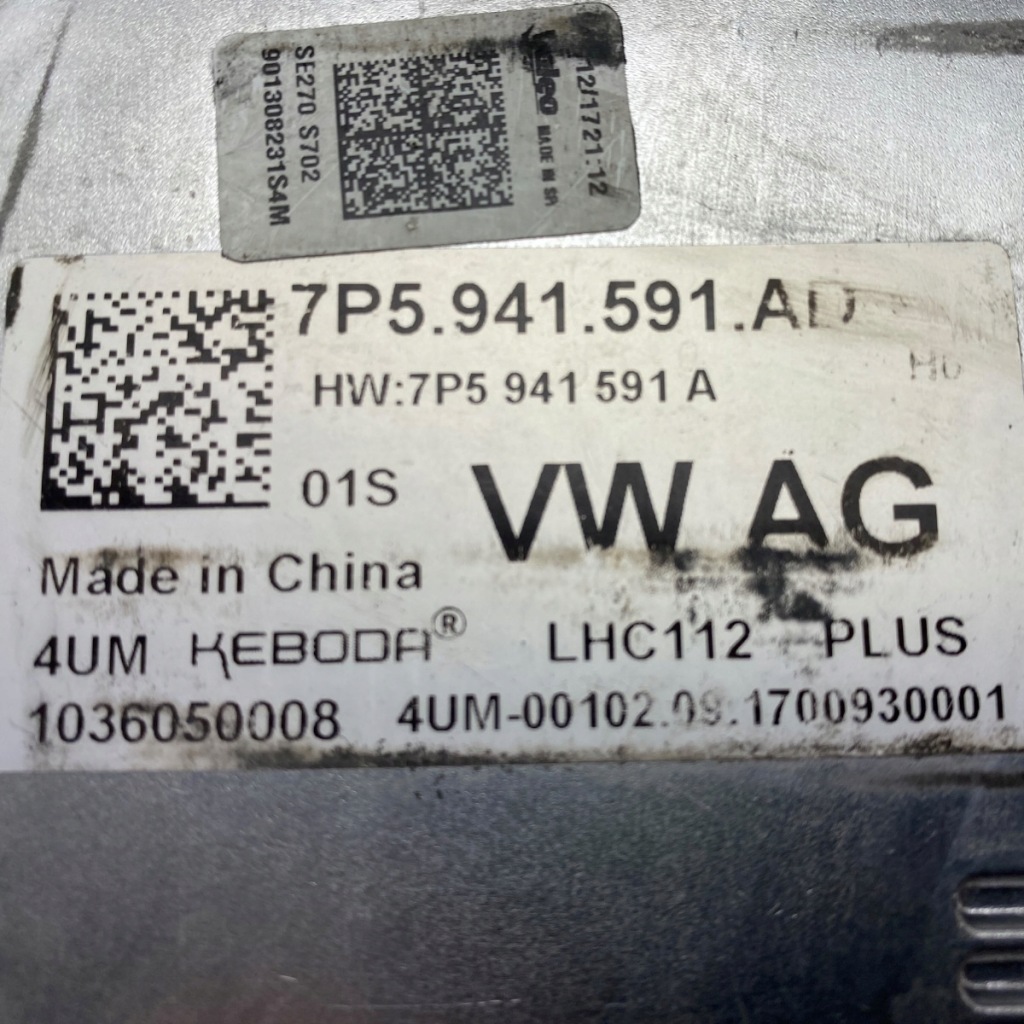 Valeo
MADE IN SPA
12/1721:12
SE270 S702
901308231S4M
7P5.941.591.AD
HW:7P5 941 591 A
01S
VW AG
Made in China
4UM KEBODA® LHC112 PLUS
1036050008 4UM-00102.09.1700930001